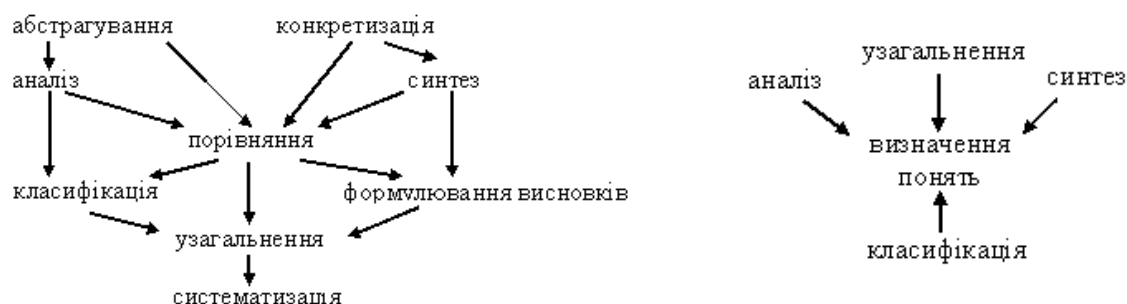 абстрагування конкретизація
аналіз синтез
порівняння
класифікація формулювання висновків
узагальнення
систематизація
узагальнення
аналіз синтез
визначення
понять
класифікація